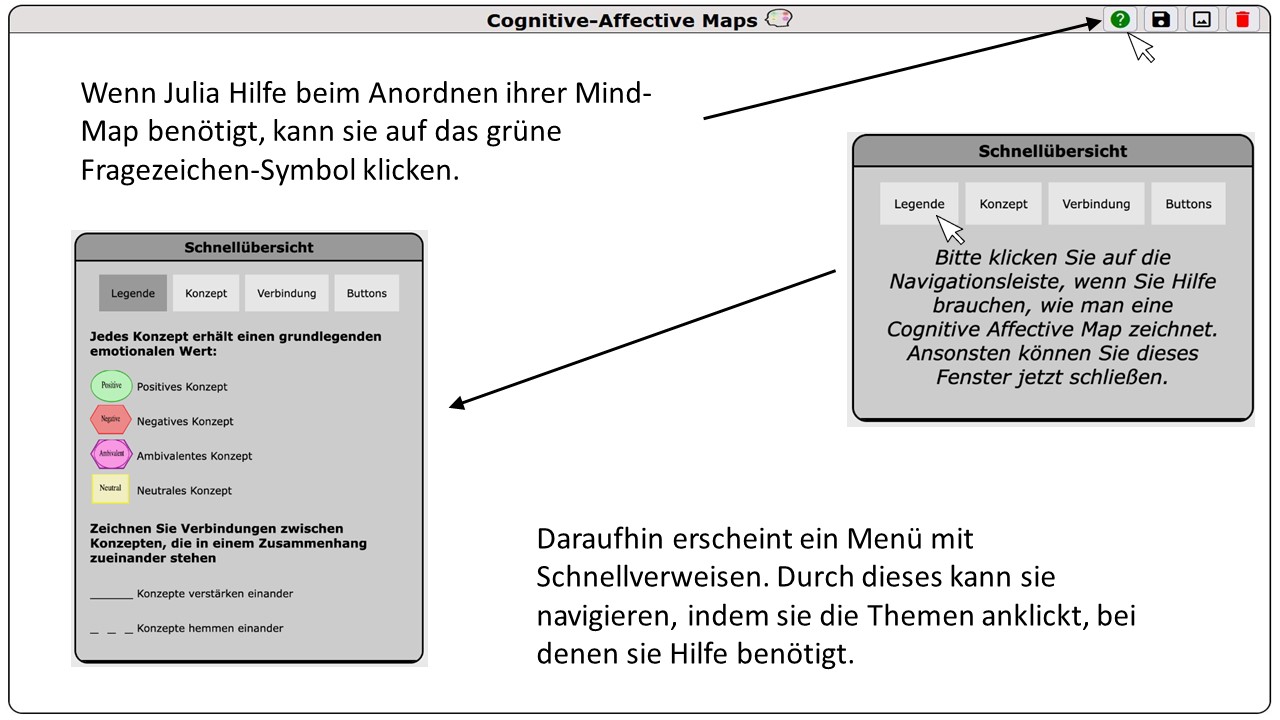 Cognitive-Affective Maps
Wenn Julia Hilfe beim Anordnen ihrer Mind-
Map benötigt, kann sie auf das grüne
Fragezeichen-Symbol klicken.
Schnellübersicht
Legende Konzept Verbindung Buttons
Bitte klicken Sie auf die
Navigationsleiste, wenn Sie Hilfe
brauchen, wie man eine
Cognitive Affective Map zeichnet.
Ansonsten können Sie dieses
Fenster jetzt schließen.
Schnellübersicht
Legende Konzept Verbindung Buttons
Jedes Konzept erhält einen grundlegenden
emotionalen Wert:
Positive Positives Konzept
Negative Negatives Konzept
Ambivalent Ambivalentes Konzept
Neutral Neutrales Konzept
Zeichnen Sie Verbindungen zwischen
Konzepten, die in einem Zusammenhang
zueinander stehen
Konzepte verstärken einander
Konzepte hemmen einander
Daraufhin erscheint ein Menü mit
Schnellverweisen. Durch dieses kann sie
navigieren, indem sie die Themen anklickt, bei
denen sie Hilfe benötigt.